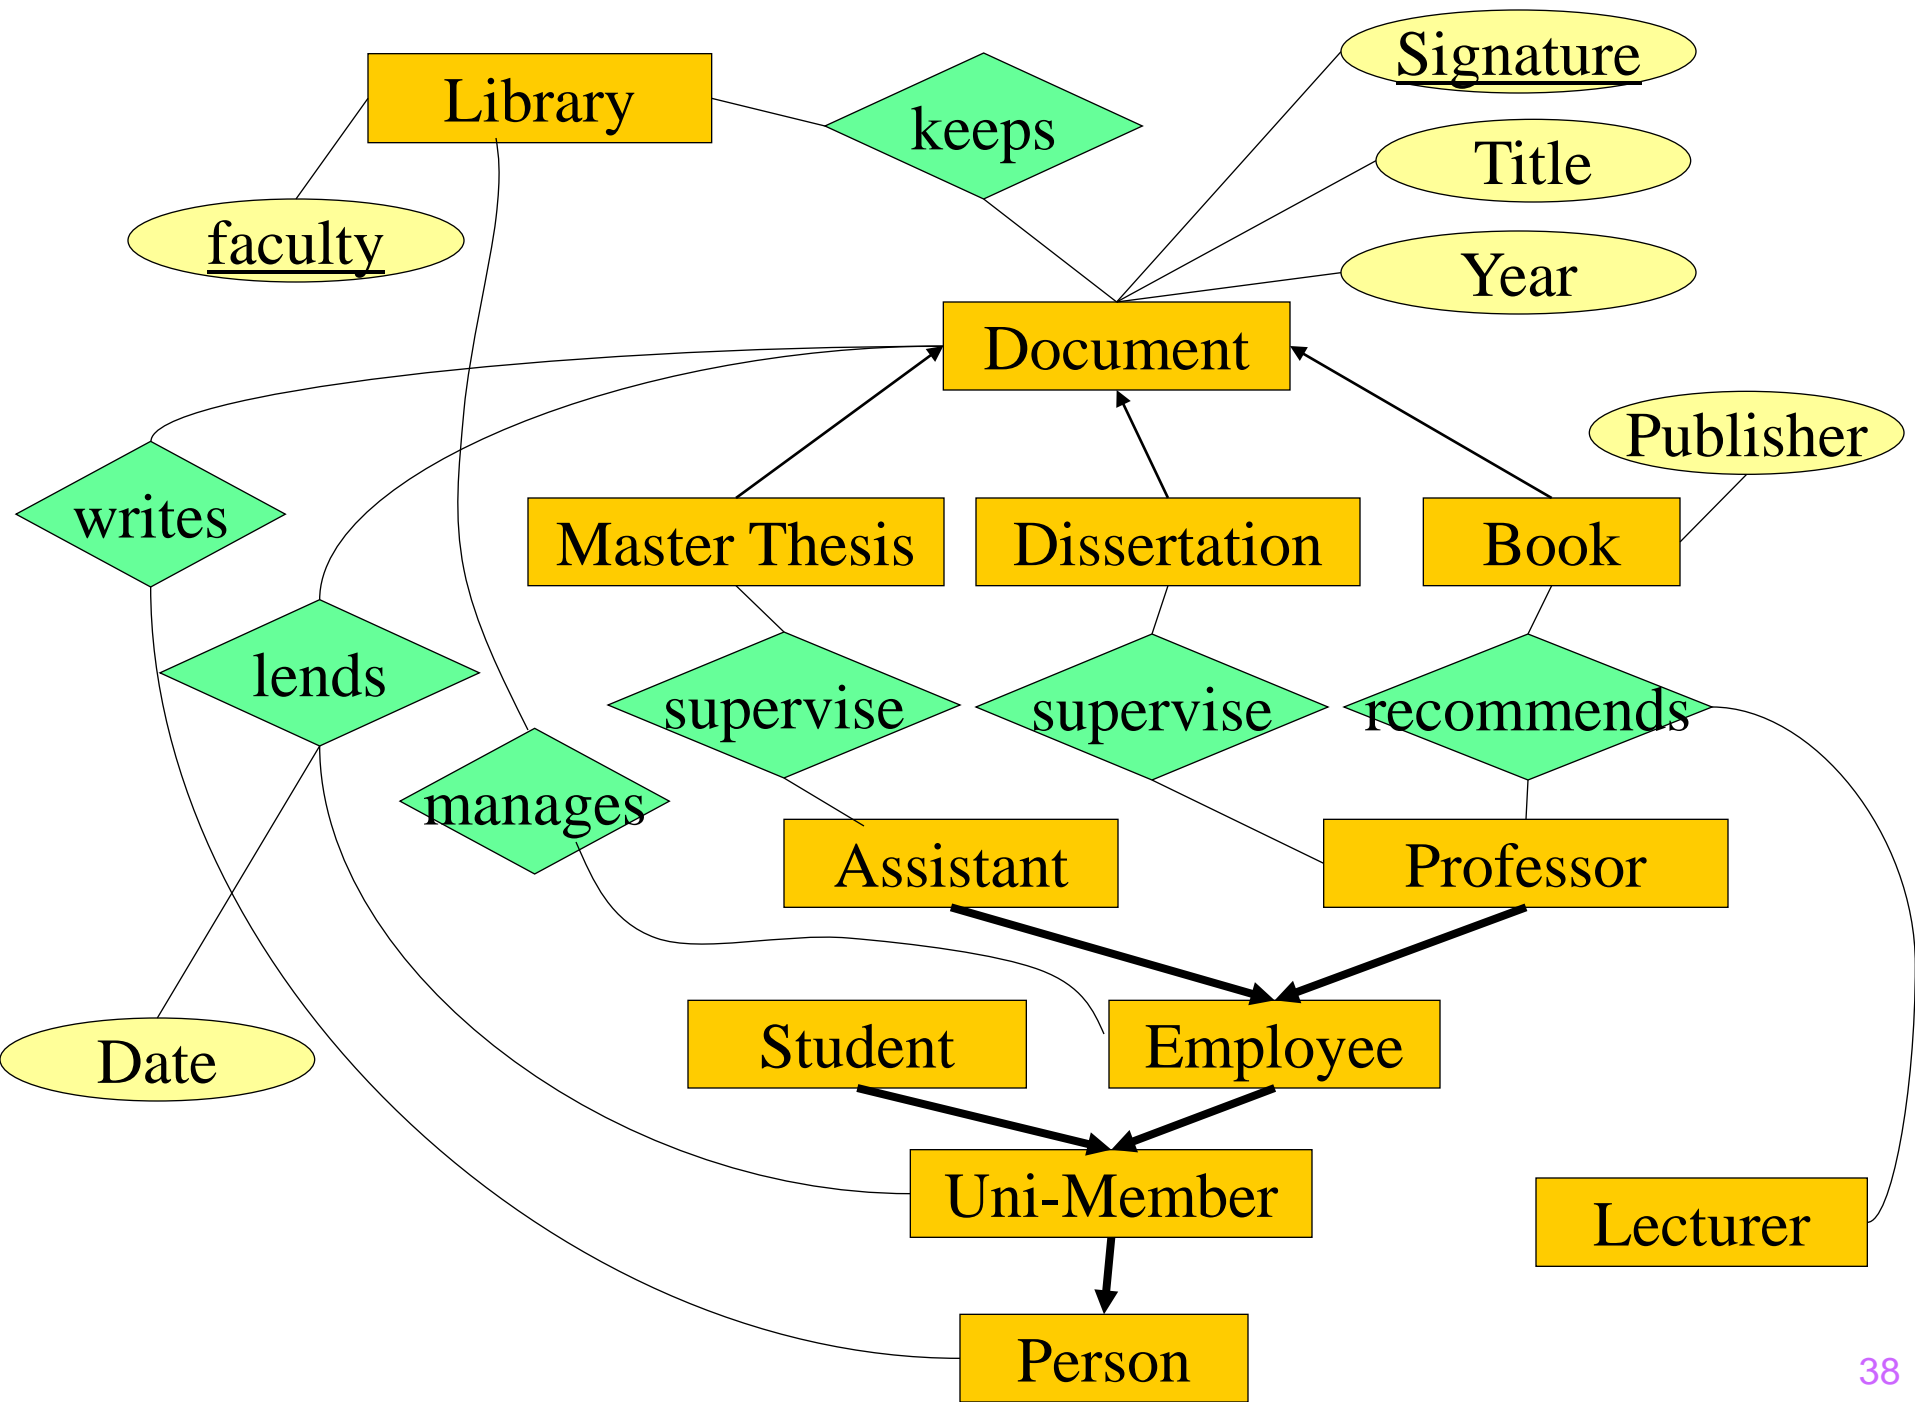 Signature
Library
keeps
Title
faculty
Year
Document
Publisher
writes
Master Thesis
Dissertation
Book
lends
supervise
supervise
recommends
manages
Assistant
Professor
Student
Employee
Date
Uni-Member
Lecturer
Person
38